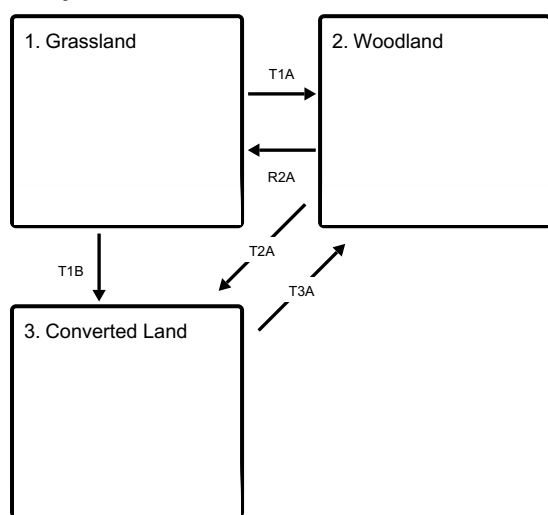 1. Grassland
2. Woodland
T1A
R2A
T2A
T1B
T3A
3. Converted Land